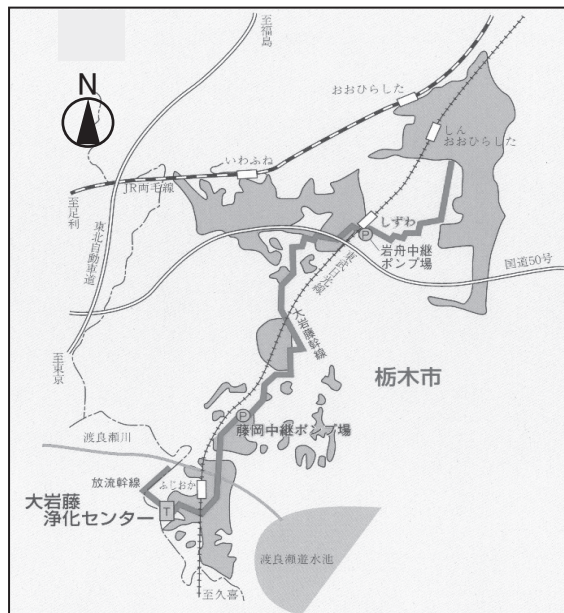 至福島
N
おおひらした
しん
おおひらした
いわふね
JR両毛線
至足利
東北自動車道
しずわ
P
岩舟中継
ポンプ場
国道50号
東武日光線
大岩藤幹線
至東京
栃木市
P
藤岡中継ポンプ場
渡良瀬川
放流幹線
ふじおか
大岩藤
浄化センター
T
渡良瀬遊水池
至久喜